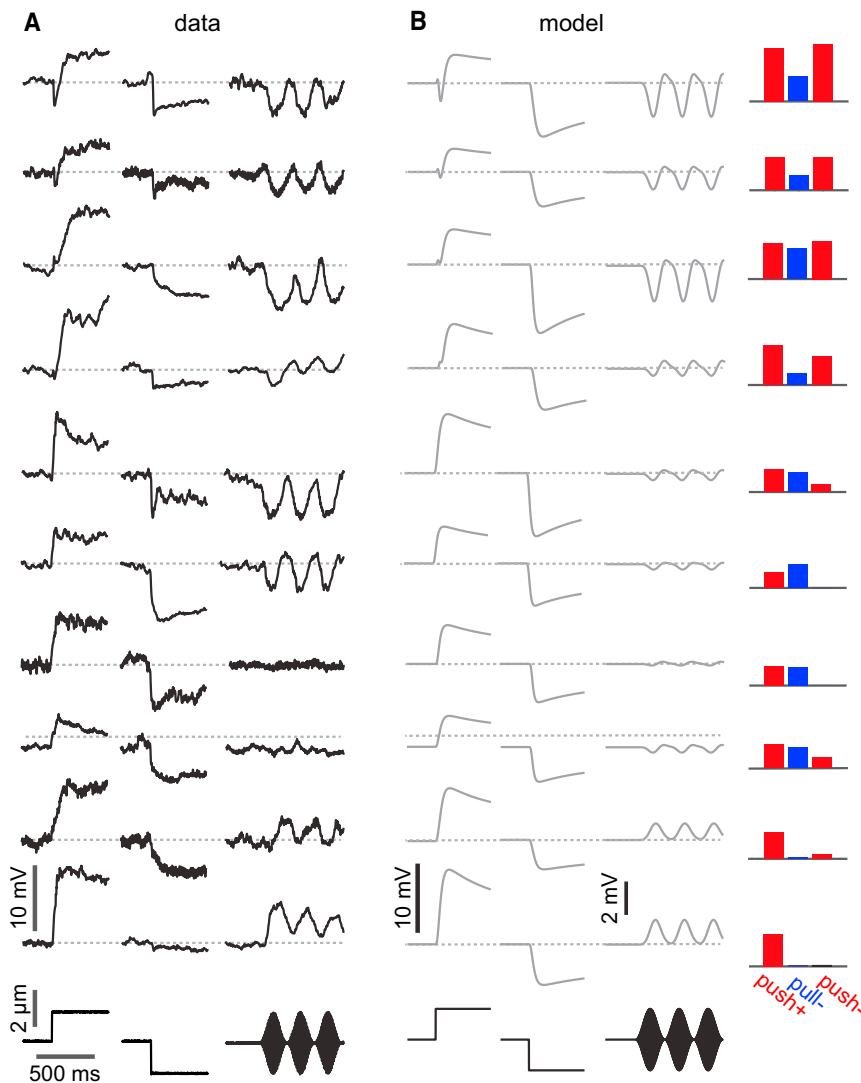 A data
B model
10 mV
10 mV
2 mV
2 μm
500 ms
push+
pull-
push-